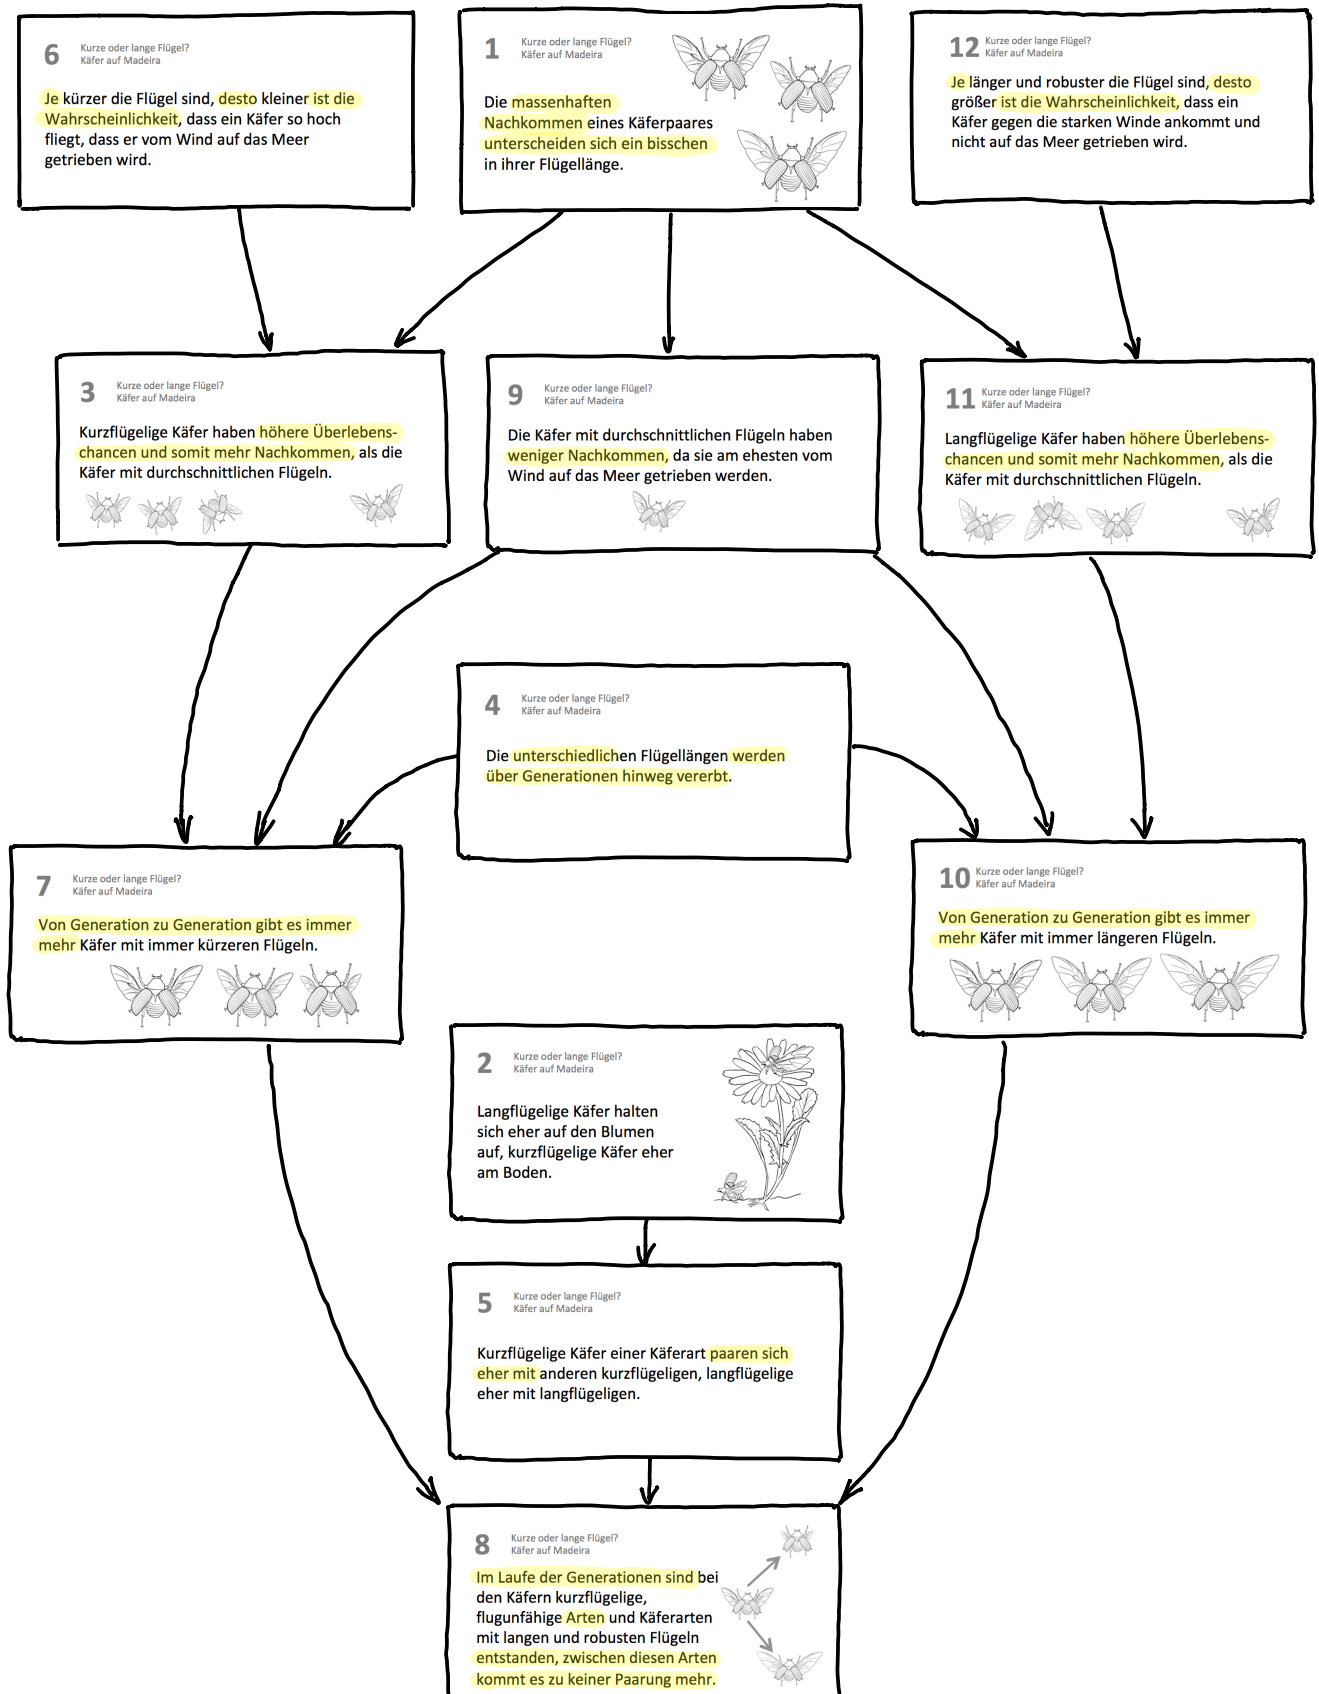 6
Kurze oder lange Flügel?
Käfer auf Madeira
Je kürzer die Flügel sind, desto kleiner ist die
Wahrscheinlichkeit, dass ein Käfer so hoch
fliegt, dass er vom Wind auf das Meer
getrieben wird.
1
Kurze oder lange Flügel?
Käfer auf Madeira
Die massenhaften
Nachkommen eines Käferpaares
unterscheiden sich ein bisschen
in ihrer Flügellänge.
12
Kurze oder lange Flügel?
Käfer auf Madeira
Je länger und robuster die Flügel sind, desto
größer ist die Wahrscheinlichkeit, dass ein
Käfer gegen die starken Winde ankommt und
nicht auf das Meer getrieben wird.
3
Kurze oder lange Flügel?
Käfer auf Madeira
Kurzflügelige Käfer haben höhere Überlebens-
chancen und somit mehr Nachkommen, als die
Käfer mit durchschnittlichen Flügeln.
9
Kurze oder lange Flügel?
Käfer auf Madeira
Die Käfer mit durchschnittlichen Flügeln haben
weniger Nachkommen, da sie am ehesten vom
Wind auf das Meer getrieben werden.
11
Kurze oder lange Flügel?
Käfer auf Madeira
Langflügelige Käfer haben höhere Überlebens-
chancen und somit mehr Nachkommen, als die
Käfer mit durchschnittlichen Flügeln.
4
Kurze oder lange Flügel?
Käfer auf Madeira
Die unterschiedlichen Flügellängen werden
über Generationen hinweg vererbt.
7
Kurze oder lange Flügel?
Käfer auf Madeira
Von Generation zu Generation gibt es immer
mehr Käfer mit immer kürzeren Flügeln.
10
Kurze oder lange Flügel?
Käfer auf Madeira
Von Generation zu Generation gibt es immer
mehr Käfer mit immer längeren Flügeln.
2
Kurze oder lange Flügel?
Käfer auf Madeira
Langflügelige Käfer halten
sich eher auf den Blumen
auf, kurzflügelige Käfer eher
am Boden.
5
Kurze oder lange Flügel?
Käfer auf Madeira
Kurzflügelige Käfer einer Käferart paaren sich
eher mit anderen kurzflügeligen, langflügelige
eher mit langflügeligen.
8
Kurze oder lange Flügel?
Käfer auf Madeira
Im Laufe der Generationen sind bei
den Käfern kurzflügelige,
flugunfähige Arten und Käferarten
mit langen und robusten Flügeln
entstanden, zwischen diesen Arten
kommt es zu keiner Paarung mehr.